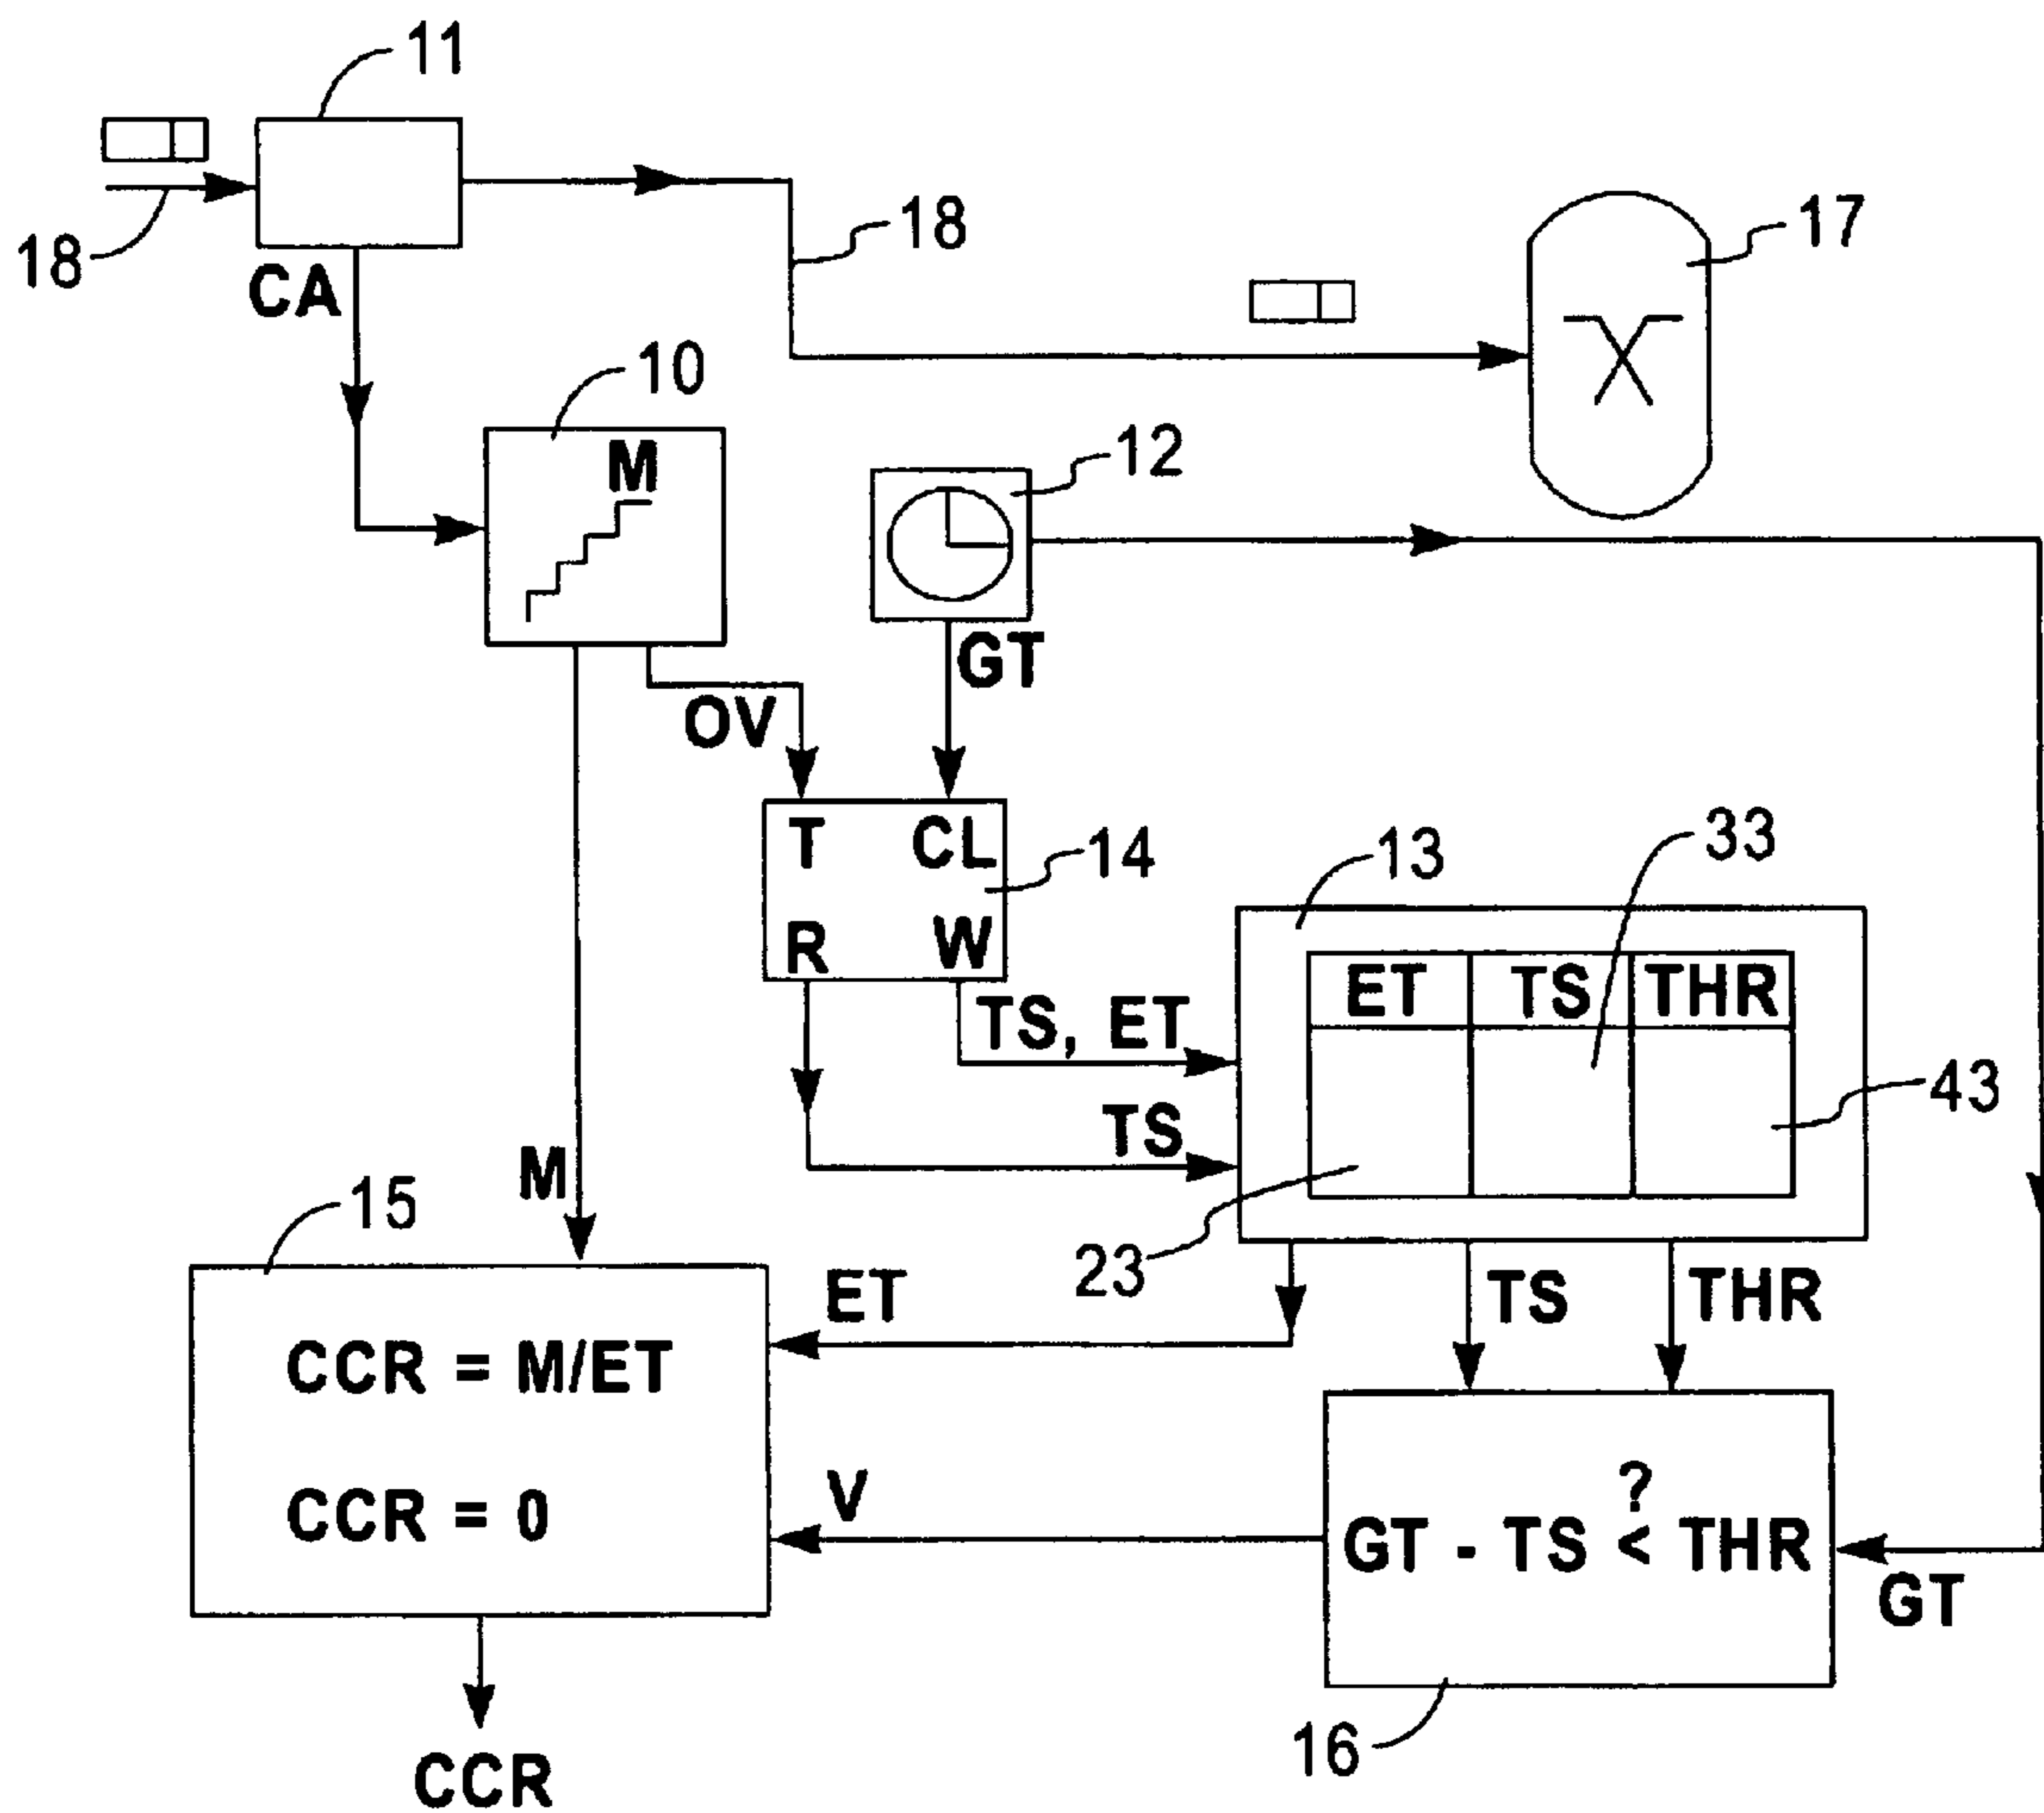 11
18
CA
18
17
10
M
12
GT
OV
T CL
R W
14
13
33
ET TS THR
TS, ET
TS
43
23
M
15
ET
TS
THR
CCR = M/ET
CCR = 0
V
?
GT - TS < THR
GT
16
CCR